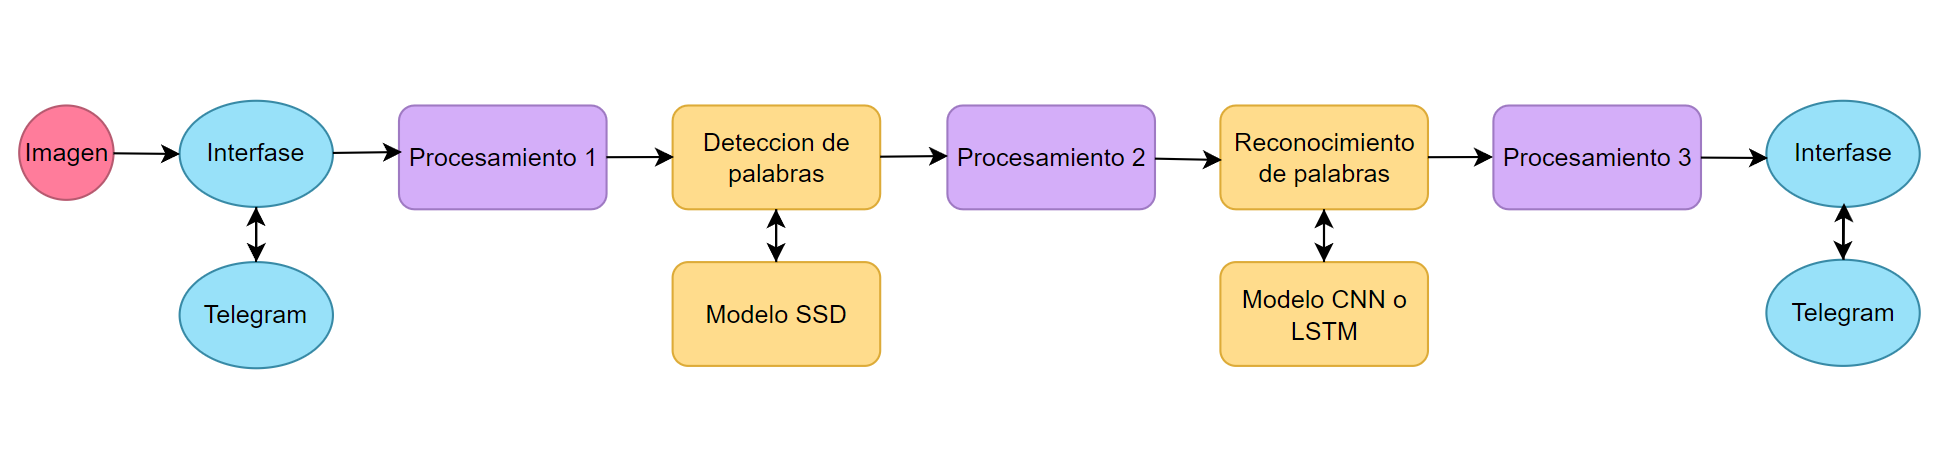 Imagen
Interfase
Procesamiento 1
Deteccion de
palabras
Procesamiento 2
Reconocimiento
de palabras
Procesamiento 3
Interfase
Telegram
Modelo SSD
Modelo CNN o
LSTM
Telegram